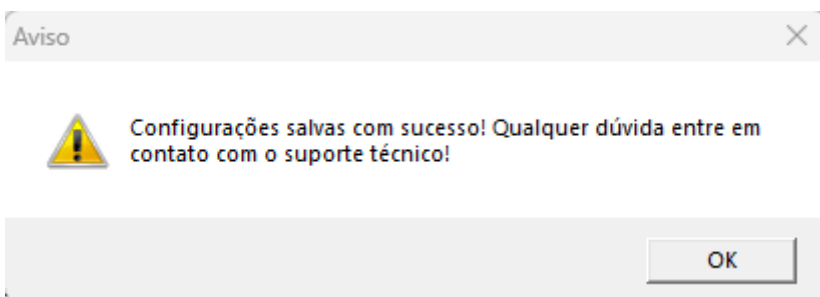 Aviso
Configurações salvas com sucesso! Qualquer dúvida entre em
contato com o suporte técnico!
OK